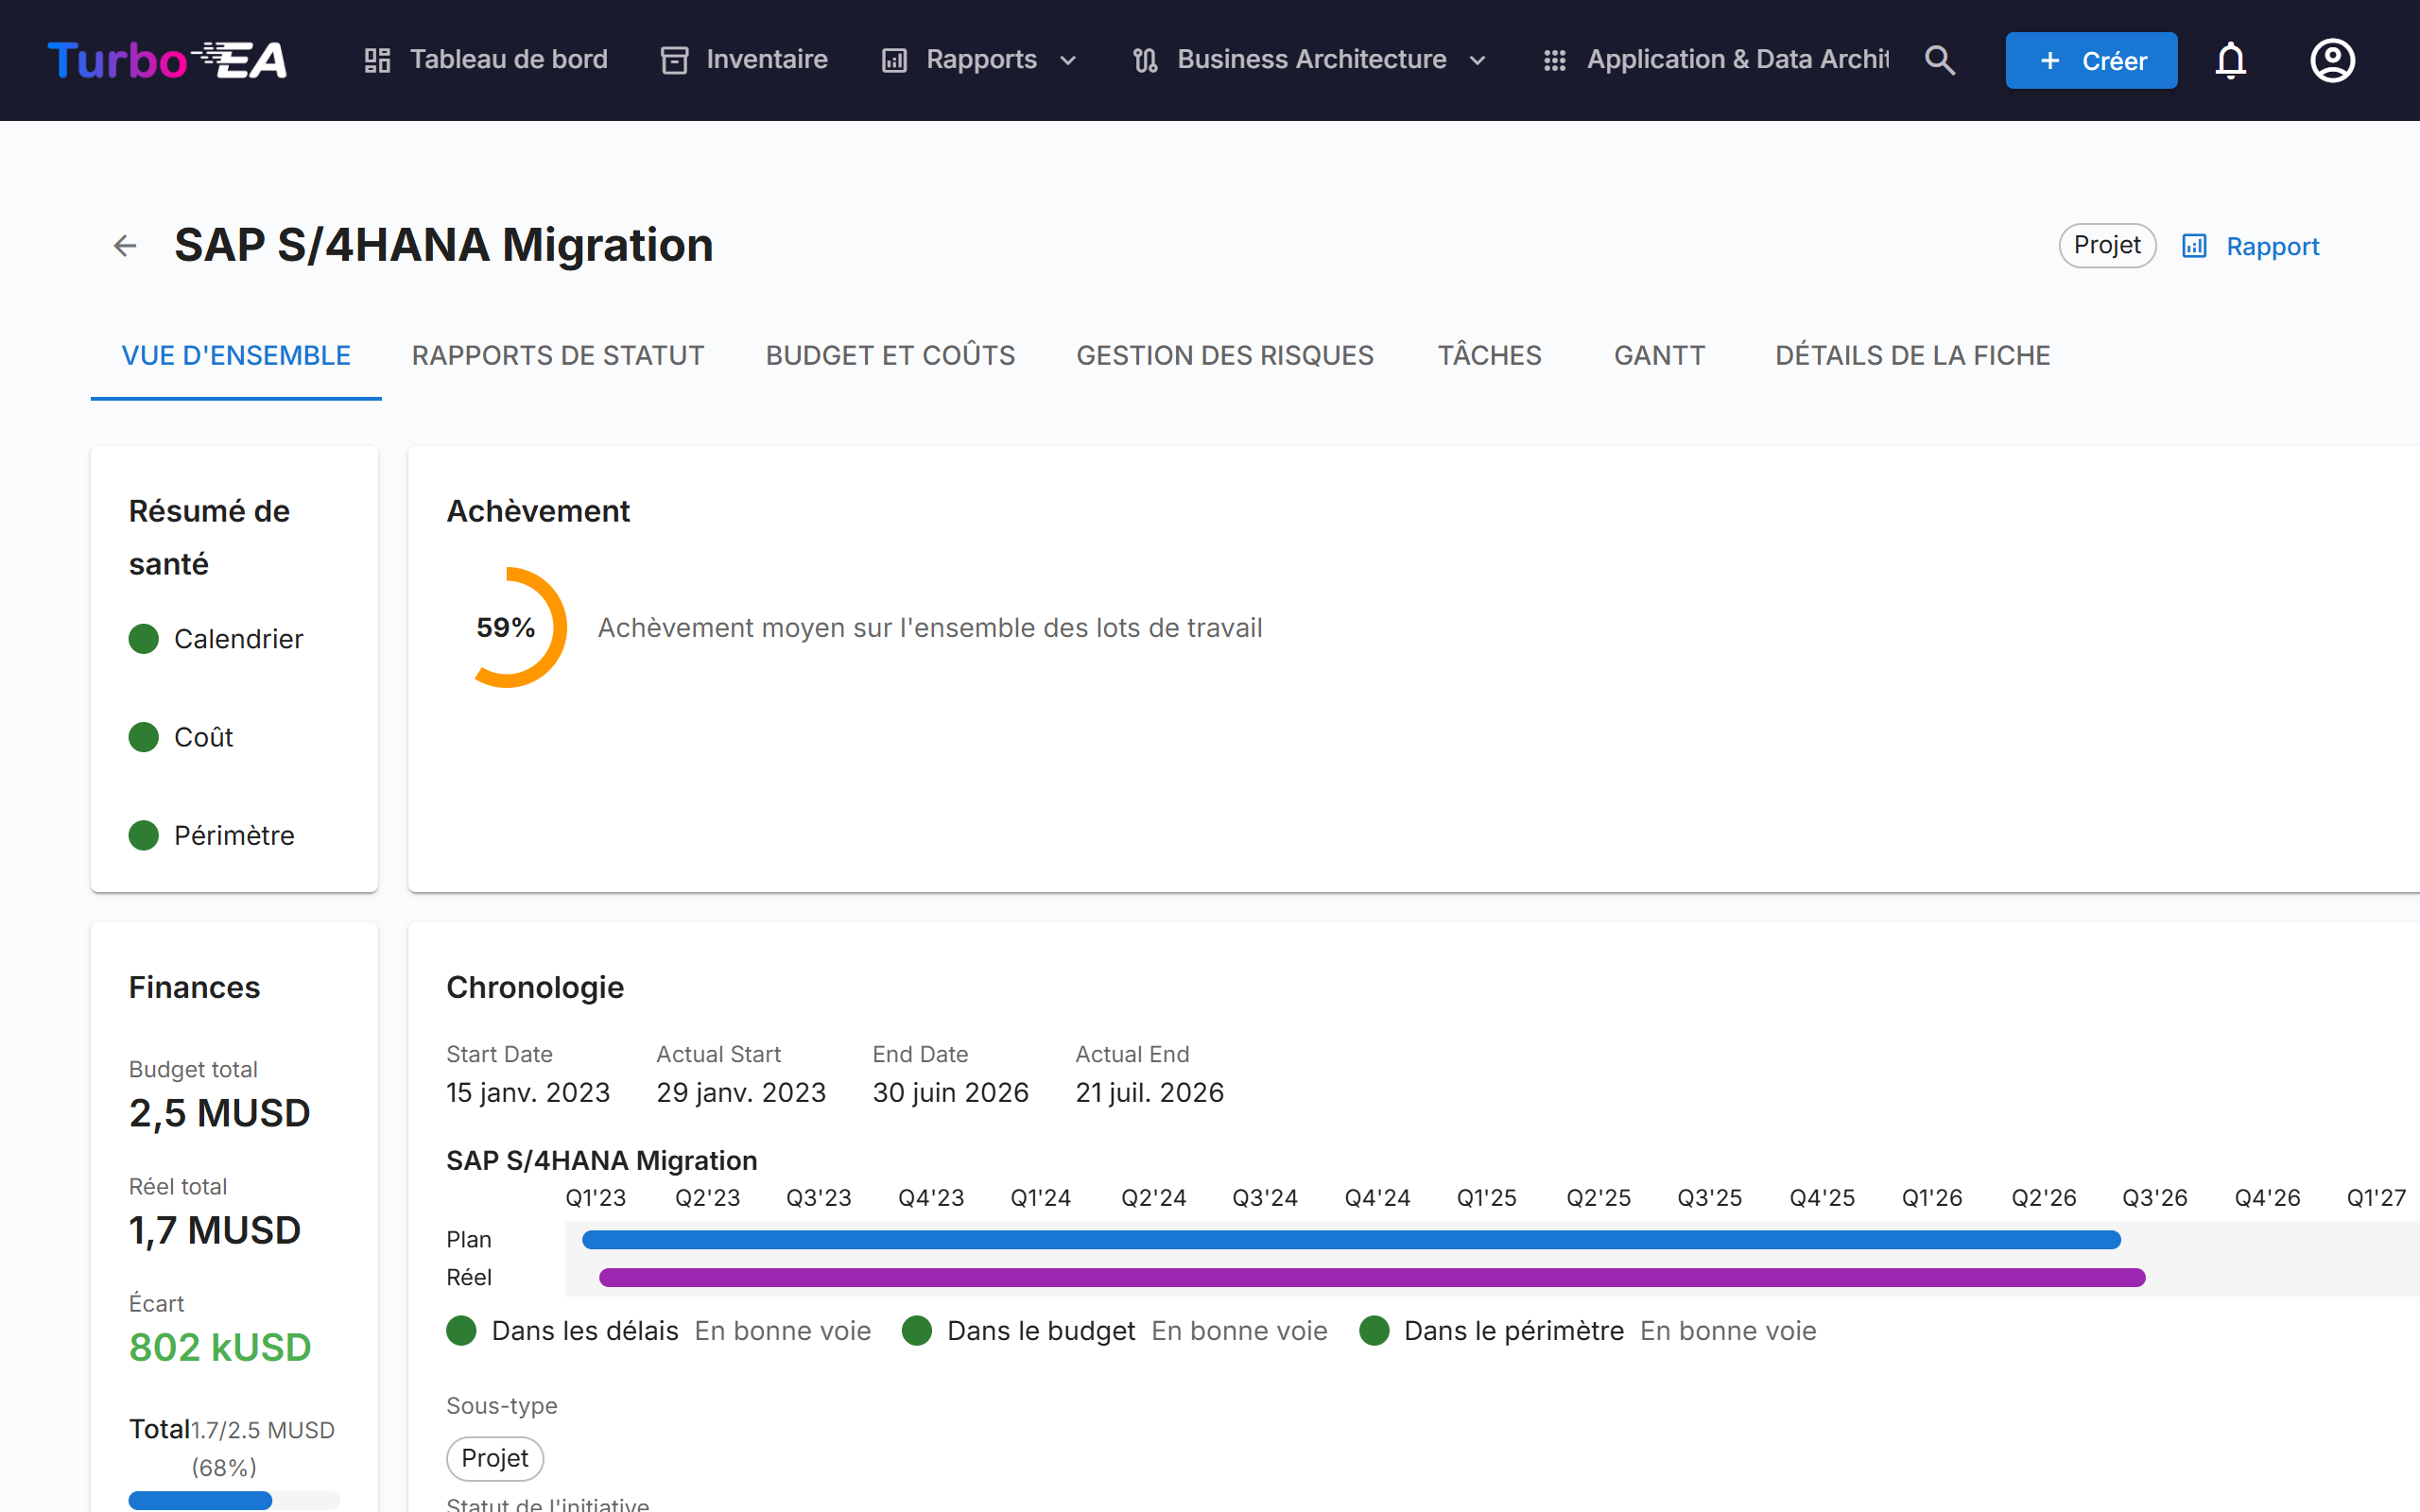 Turbo EA
Tableau de bord
Inventaire
Rapports
Business Architecture
Application & Data Archit
Créer
SAP S/4HANA Migration
Projet
Rapport
VUE D'ENSEMBLE
RAPPORTS DE STATUT
BUDGET ET COÛTS
GESTION DES RISQUES
TÂCHES
GANTT
DÉTAILS DE LA FICHE
Résumé de
santé
Calendrier
Coût
Périmètre
Achèvement
59%
Achèvement moyen sur l'ensemble des lots de travail
Finances
Budget total
2,5 MUSD
Réel total
1,7 MUSD
Écart
802 kUSD
Total 1.7/2.5 MUSD
(68%)
Chronologie
Start Date
15 janv. 2023
Actual Start
29 janv. 2023
End Date
30 juin 2026
Actual End
21 juil. 2026
SAP S/4HANA Migration
Q1'23 Q2'23 Q3'23 Q4'23 Q1'24 Q2'24 Q3'24 Q4'24 Q1'25 Q2'25 Q3'25 Q4'25 Q1'26 Q2'26 Q3'26 Q4'26 Q1'27
Plan
Réel
Dans les délais En bonne voie
Dans le budget En bonne voie
Dans le périmètre En bonne voie
Sous-type
Projet
Statut de l'initiative